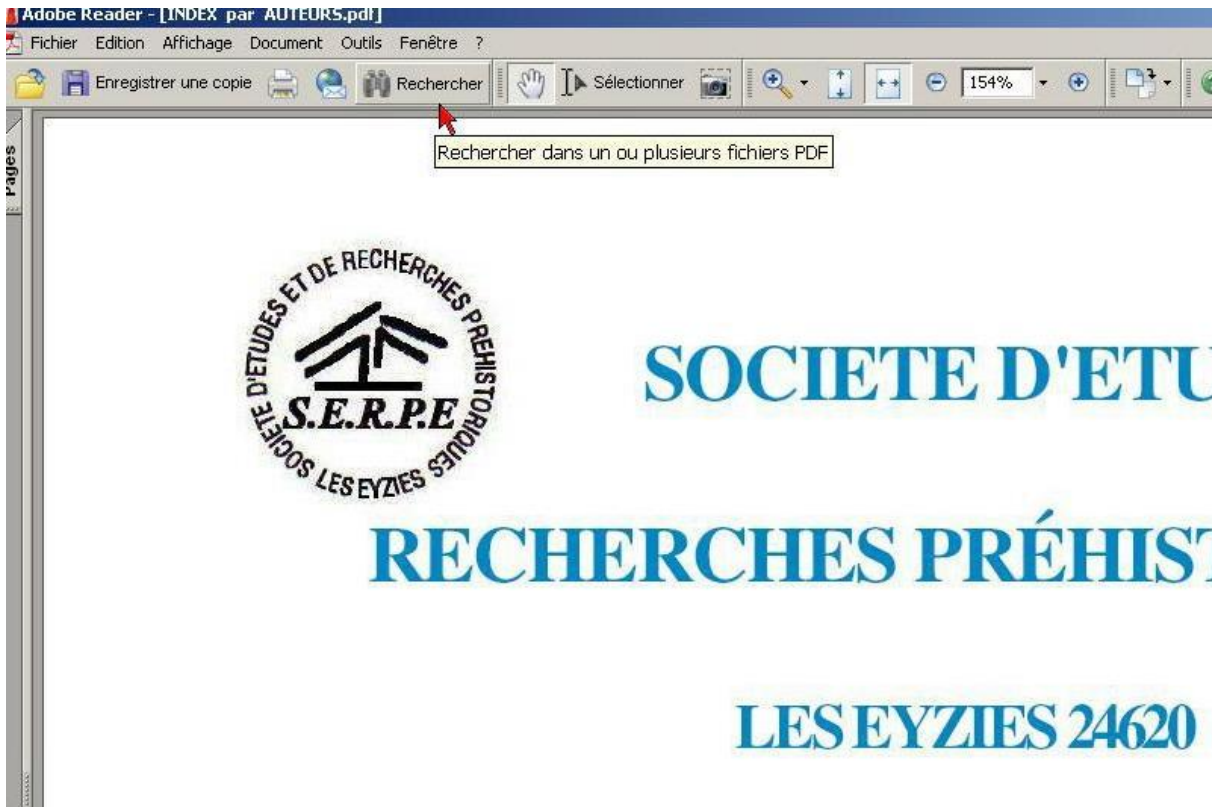 Adobe Reader - [INDEX par AUTEURS.pdf]
Fichier Edition Affichage Document Outils Fenêtre ?
Enregistrer une copie Rechercher Sélectionner 154%
Rechercher dans un ou plusieurs fichiers PDF
Pages
SOCIETE D'ETUDES ET DE RECHERCHES PREHISTORIQUES
LES EYZIES
S.E.R.P.E
SOCIETE D'ETU
RECHERCHES PRÉHIST
LES EYZIES 24620